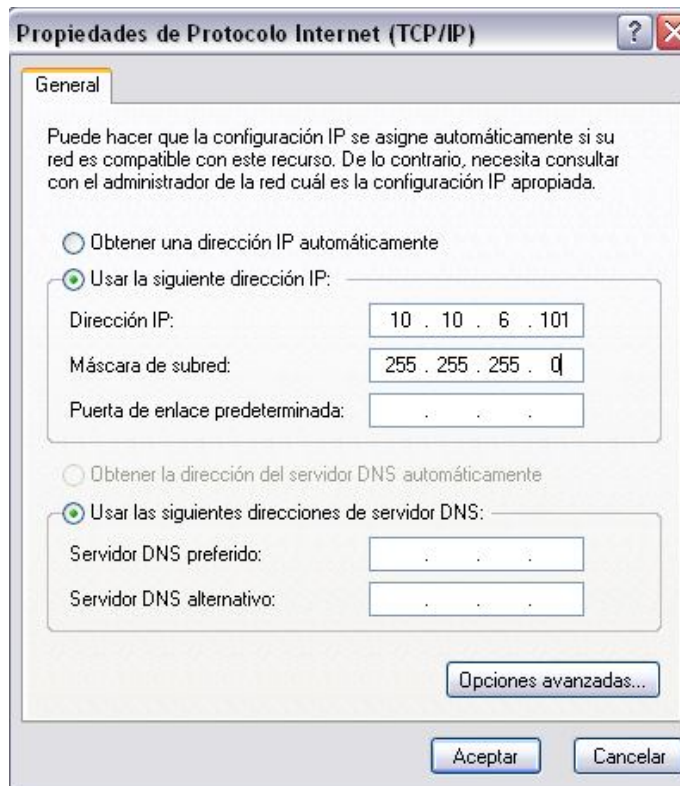 Propiedades de Protocolo Internet (TCP/IP)
General
Puede hacer que la configuración IP se asigne automáticamente si su
red es compatible con este recurso. De lo contrario, necesita consultar
con el administrador de la red cuál es la configuración IP apropiada.
Obtener una dirección IP automáticamente
Usar la siguiente dirección IP:
Dirección IP: 10 . 10 . 6 . 101
Máscara de subred: 255 . 255 . 255 . 0
Puerta de enlace predeterminada: . . .
Obtener la dirección del servidor DNS automáticamente
Usar las siguientes direcciones de servidor DNS:
Servidor DNS preferido: . . .
Servidor DNS alternativo: . . .
Opciones avanzadas...
Aceptar Cancelar